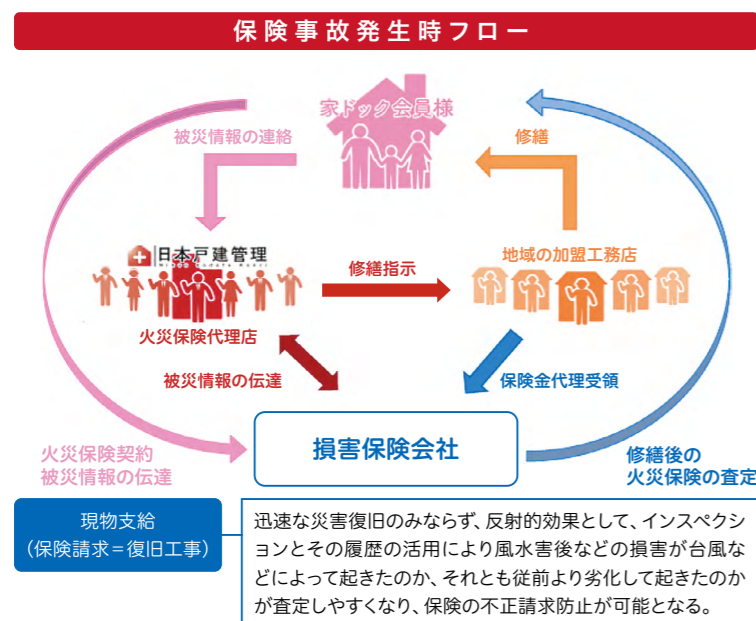 保険事故発生時フロー
家ドック会員様
被災情報の連絡
修繕
日本戸建管理
火災保険代理店
修繕指示
地域の加盟工務店
被災情報の伝達
保険金代理受領
損害保険会社
火災保険契約
被災情報の伝達
修繕後の
火災保険の査定
現物支給
(保険請求=復旧工事)
迅速な災害復旧のみならず、反射的効果として、インスペクシ
ョンとその履歴の活用により風水害後などの損害が台風な
どによって起きたのか、それとも従前より劣化して起きたのか
が査定しやすくなり、保険の不正請求防止が可能となる。